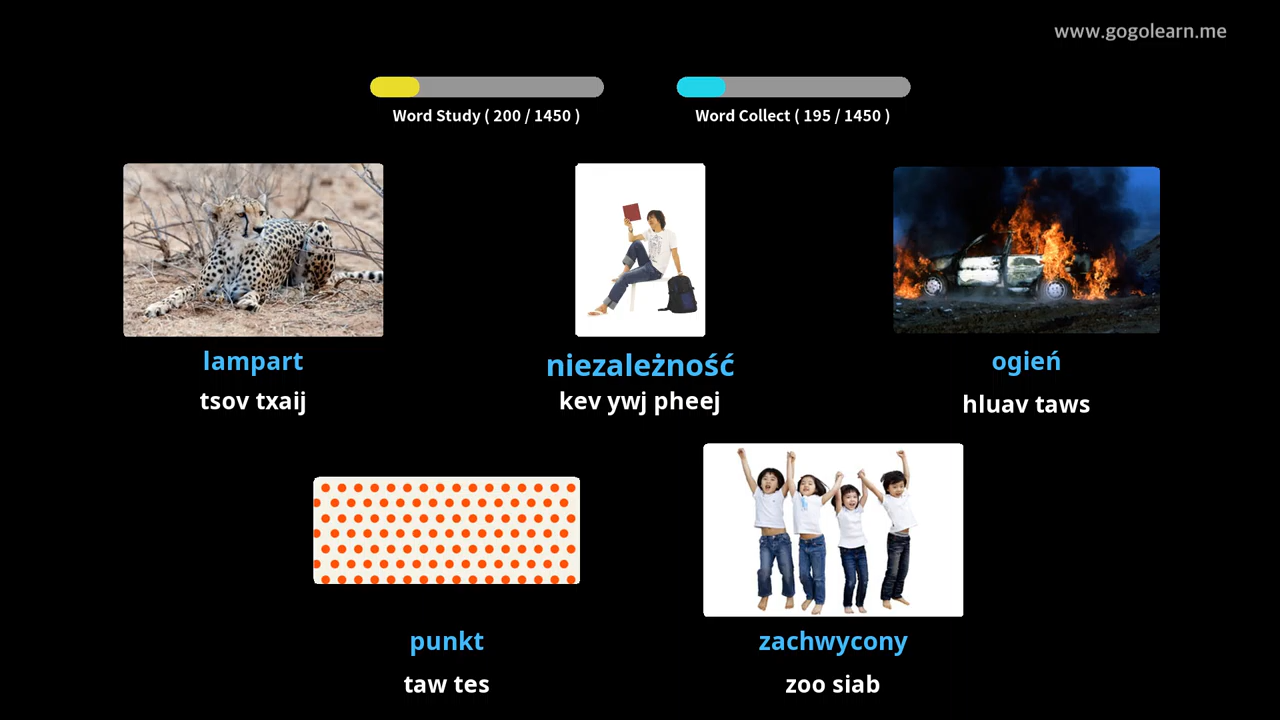 www.gogolearn.me
Word Study ( 200 / 1450 )
Word Collect ( 195 / 1450 )
lampart
tsov txaij
niezależność
kev ywj pheej
ogień
hluav taws
punkt
taw tes
zachwycony
zoo siab